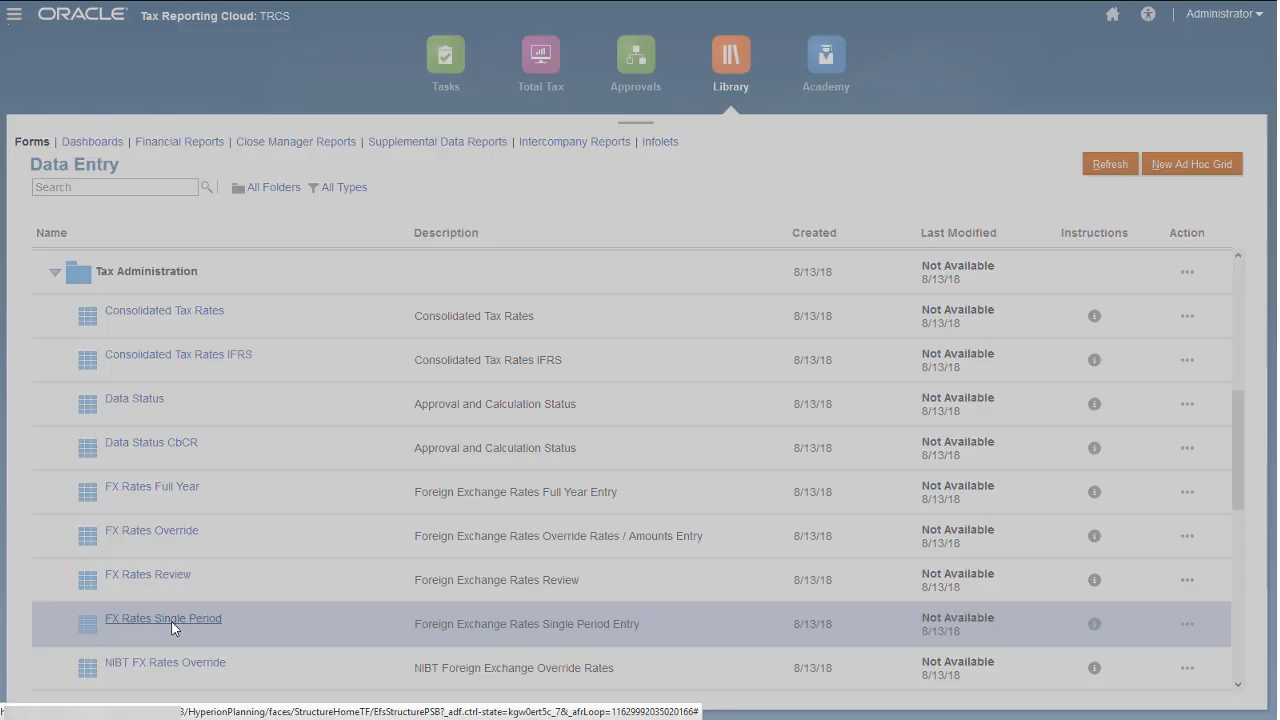 ORACLE® Tax Reporting Cloud: TRCS Administrator
Tasks Total Tax Approvals Library Academy
Forms | Dashboards | Financial Reports | Close Manager Reports | Supplemental Data Reports | Intercompany Reports | Infolets
Data Entry
Refresh New Ad Hoc Grid
Search All Folders All Types
Name Description Created Last Modified Instructions Action
Tax Administration 8/13/18 Not Available
8/13/18
Consolidated Tax Rates Consolidated Tax Rates 8/13/18 Not Available
8/13/18
Consolidated Tax Rates IFRS Consolidated Tax Rates IFRS 8/13/18 Not Available
8/13/18
Data Status Approval and Calculation Status 8/13/18 Not Available
8/13/18
Data Status CbCR Approval and Calculation Status 8/13/18 Not Available
8/13/18
FX Rates Full Year Foreign Exchange Rates Full Year Entry 8/13/18 Not Available
8/13/18
FX Rates Override Foreign Exchange Rates Override Rates / Amounts Entry 8/13/18 Not Available
8/13/18
FX Rates Review Foreign Exchange Rates Review 8/13/18 Not Available
8/13/18
FX Rates Single Period Foreign Exchange Rates Single Period Entry 8/13/18 Not Available
8/13/18
NIBT FX Rates Override NIBT Foreign Exchange Override Rates 8/13/18 Not Available
8/13/18
3/HyperionPlanning/faces/StructureHomeTF/EfsStructurePSB?_adf.ctrl-state=kgw0ert5c_7&_afrLoop=11629992035020166#